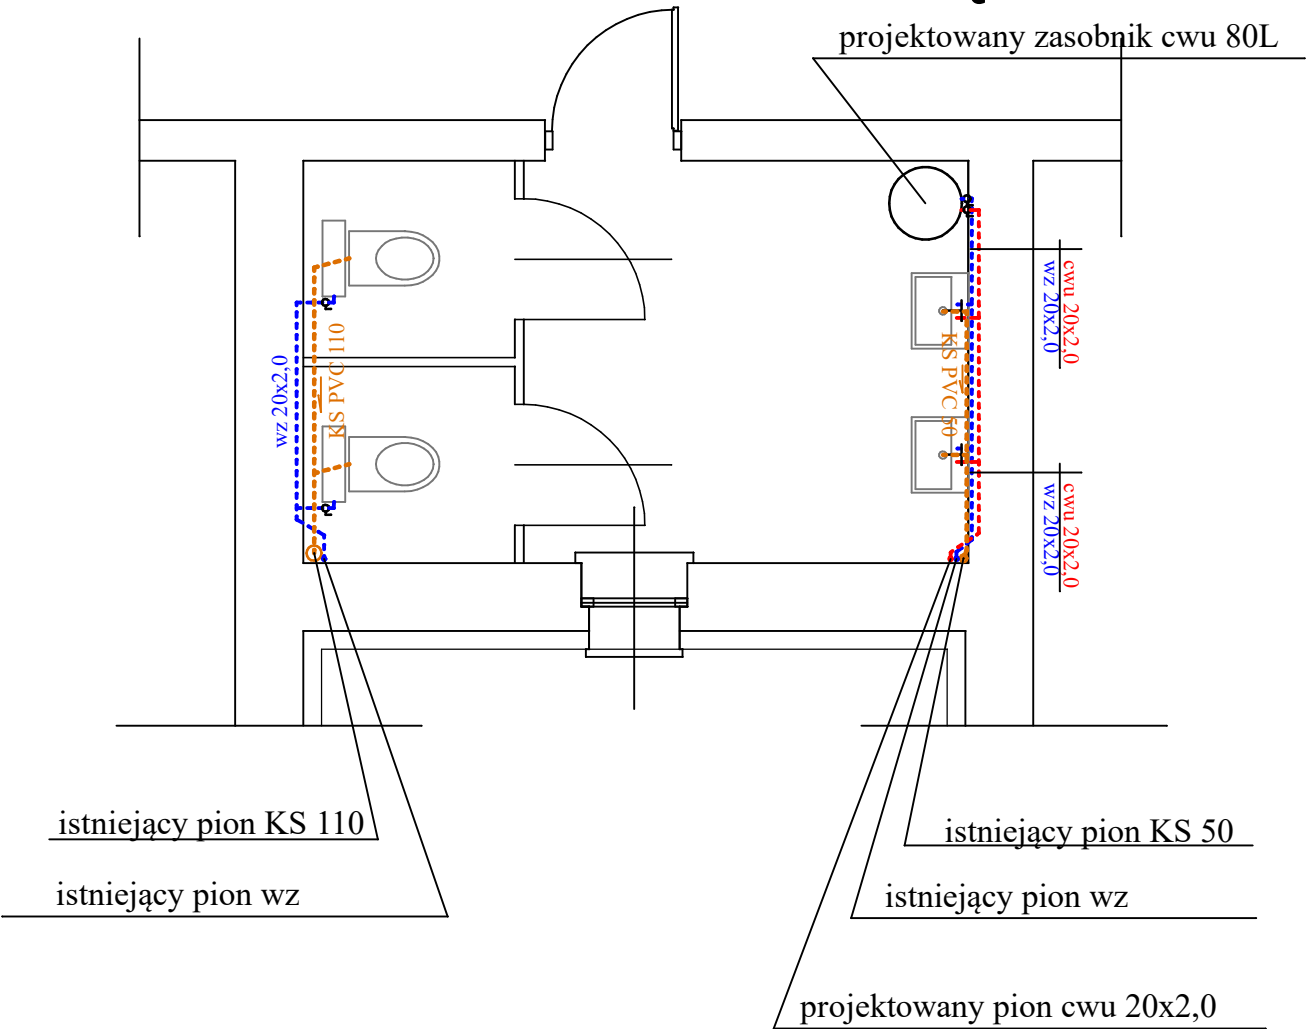 projektowany zasobnik cwu 80L
wz 20x2,0
KS PVC 110
KS PVC 50
cwu 20x2,0
wz 20x2,0
cwu 20x2,0
wz 20x2,0
istniejący pion KS 110
istniejący pion wz
istniejący pion KS 50
istniejący pion wz
projektowany pion cwu 20x2,0